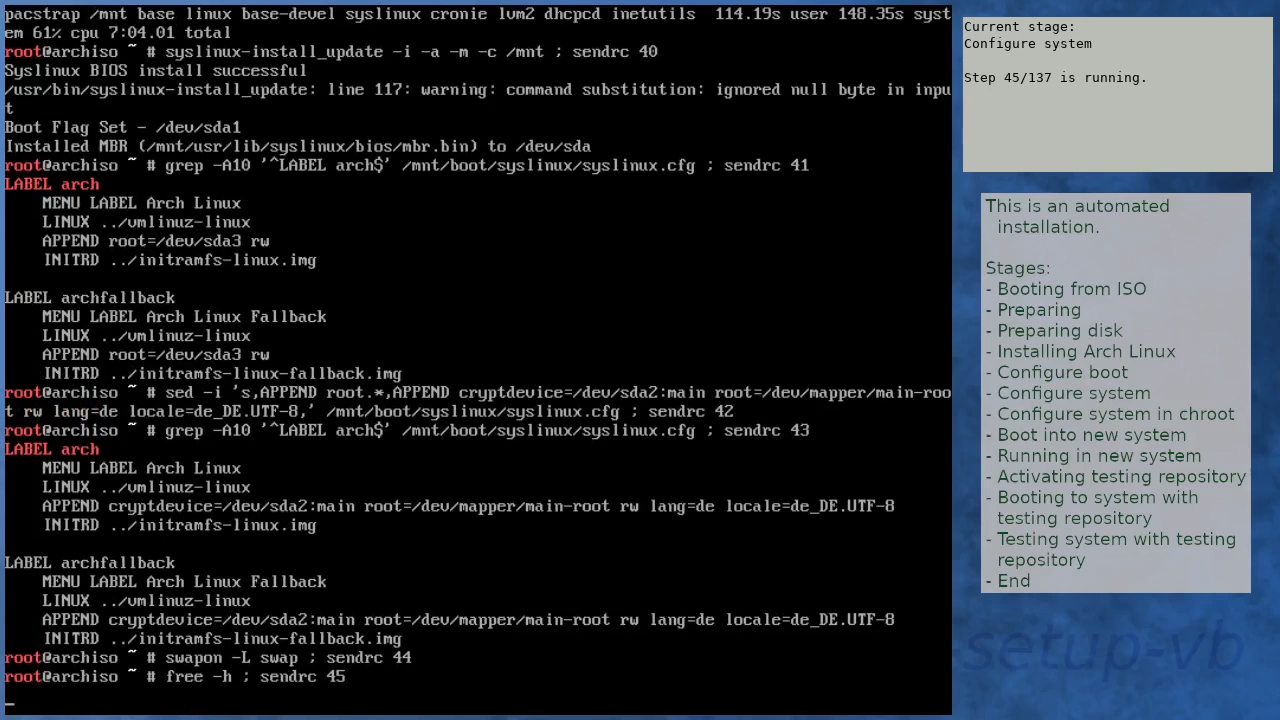 pacstrap /mnt base linux base-devel syslinux cronie lvm2 dhcpcd inetutils  114.19s user 148.35s syst
em 61% cpu 7:04.01 total
root@archiso ~ # syslinux-install_update -i -a -m -c /mnt ; sendrc 40
Syslinux BIOS install successful
/usr/bin/syslinux-install_update: line 117: warning: command substitution: ignored null byte in inpu
t
Boot Flag Set - /dev/sda1
Installed MBR (/mnt/usr/lib/syslinux/bios/mbr.bin) to /dev/sda
root@archiso ~ # grep -A10 '^LABEL arch$' /mnt/boot/syslinux/syslinux.cfg ; sendrc 41
LABEL arch
    MENU LABEL Arch Linux
    LINUX ../vmlinuz-linux
    APPEND root=/dev/sda3 rw
    INITRD ../initramfs-linux.img

LABEL archfallback
    MENU LABEL Arch Linux Fallback
    LINUX ../vmlinuz-linux
    APPEND root=/dev/sda3 rw
    INITRD ../initramfs-linux-fallback.img
root@archiso ~ # sed -i 's,APPEND root.*,APPEND cryptdevice=/dev/sda2:main root=/dev/mapper/main-roo
t rw lang=de locale=de_DE.UTF-8,' /mnt/boot/syslinux/syslinux.cfg ; sendrc 42
root@archiso ~ # grep -A10 '^LABEL arch$' /mnt/boot/syslinux/syslinux.cfg ; sendrc 43
LABEL arch
    MENU LABEL Arch Linux
    LINUX ../vmlinuz-linux
    APPEND cryptdevice=/dev/sda2:main root=/dev/mapper/main-root rw lang=de locale=de_DE.UTF-8
    INITRD ../initramfs-linux.img

LABEL archfallback
    MENU LABEL Arch Linux Fallback
    LINUX ../vmlinuz-linux
    APPEND cryptdevice=/dev/sda2:main root=/dev/mapper/main-root rw lang=de locale=de_DE.UTF-8
    INITRD ../initramfs-linux-fallback.img
root@archiso ~ # swapon -L swap ; sendrc 44
root@archiso ~ # free -h ; sendrc 45
Current stage:
Configure system

Step 45/137 is running.
This is an automated
installation.

Stages:
- Booting from ISO
- Preparing
- Preparing disk
- Installing Arch Linux
- Configure boot
- Configure system
- Configure system in chroot
- Boot into new system
- Running in new system
- Activating testing repository
- Booting to system with
testing repository
- Testing system with testing
repository
- End
-setup-vb